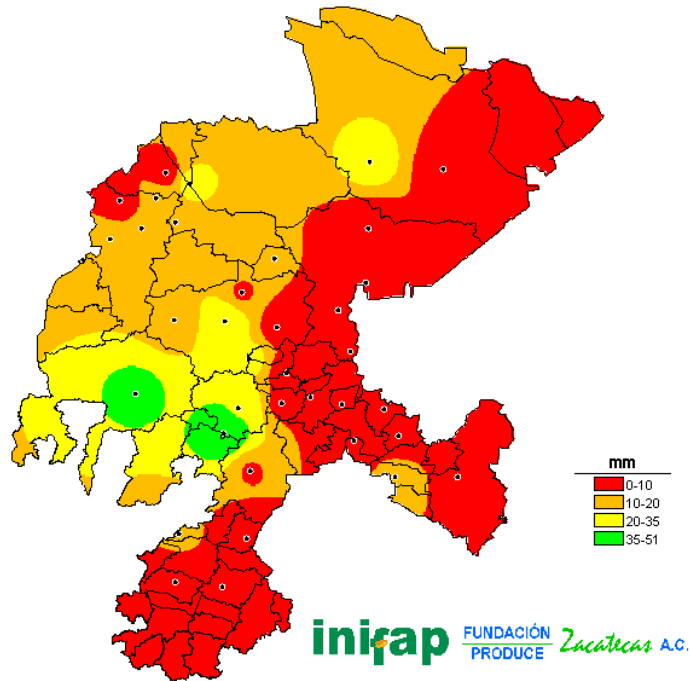 mm
0-10
10-20
20-35
35-51
inifap
FUNDACIÓN
PRODUCE
Zacatecas A.C.